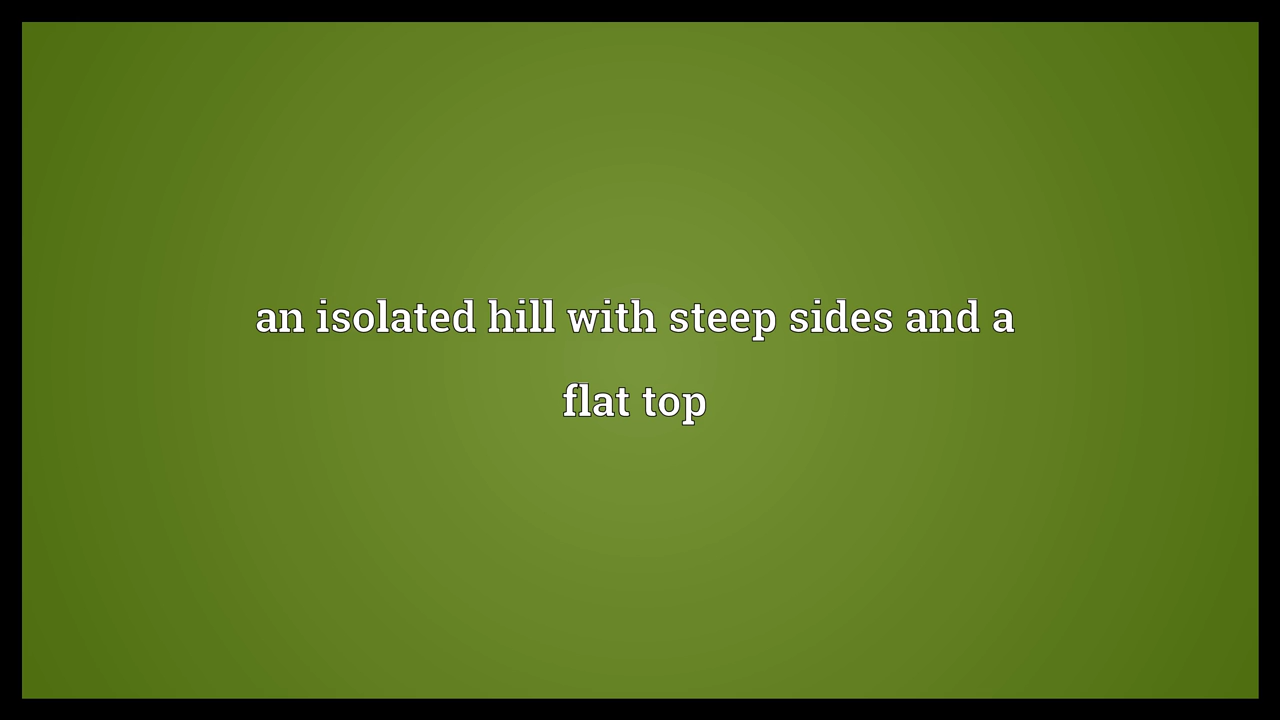 an isolated hill with steep sides and a
flat top